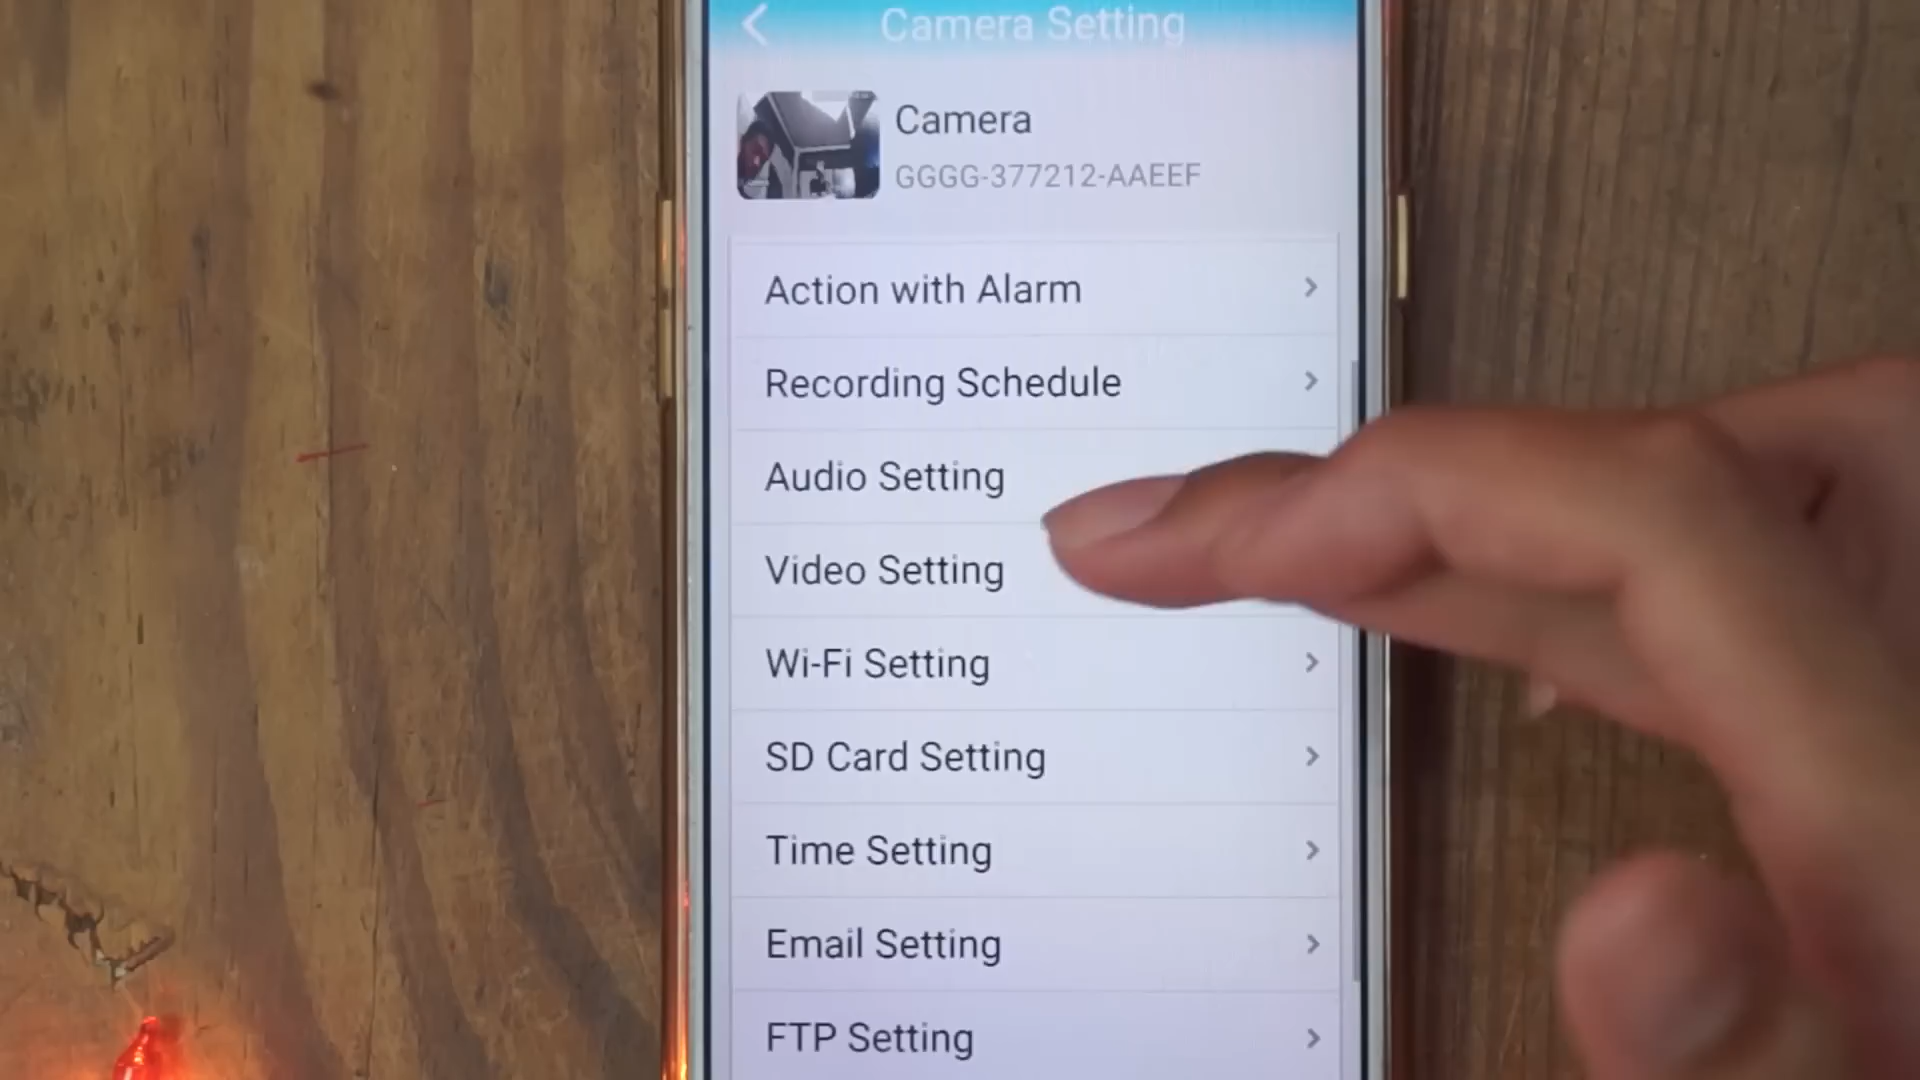 Camera Setting
Camera
GGGG-377212-AAEEF
Action with Alarm
Recording Schedule
Audio Setting
Video Setting
Wi-Fi Setting
SD Card Setting
Time Setting
Email Setting
FTP Setting